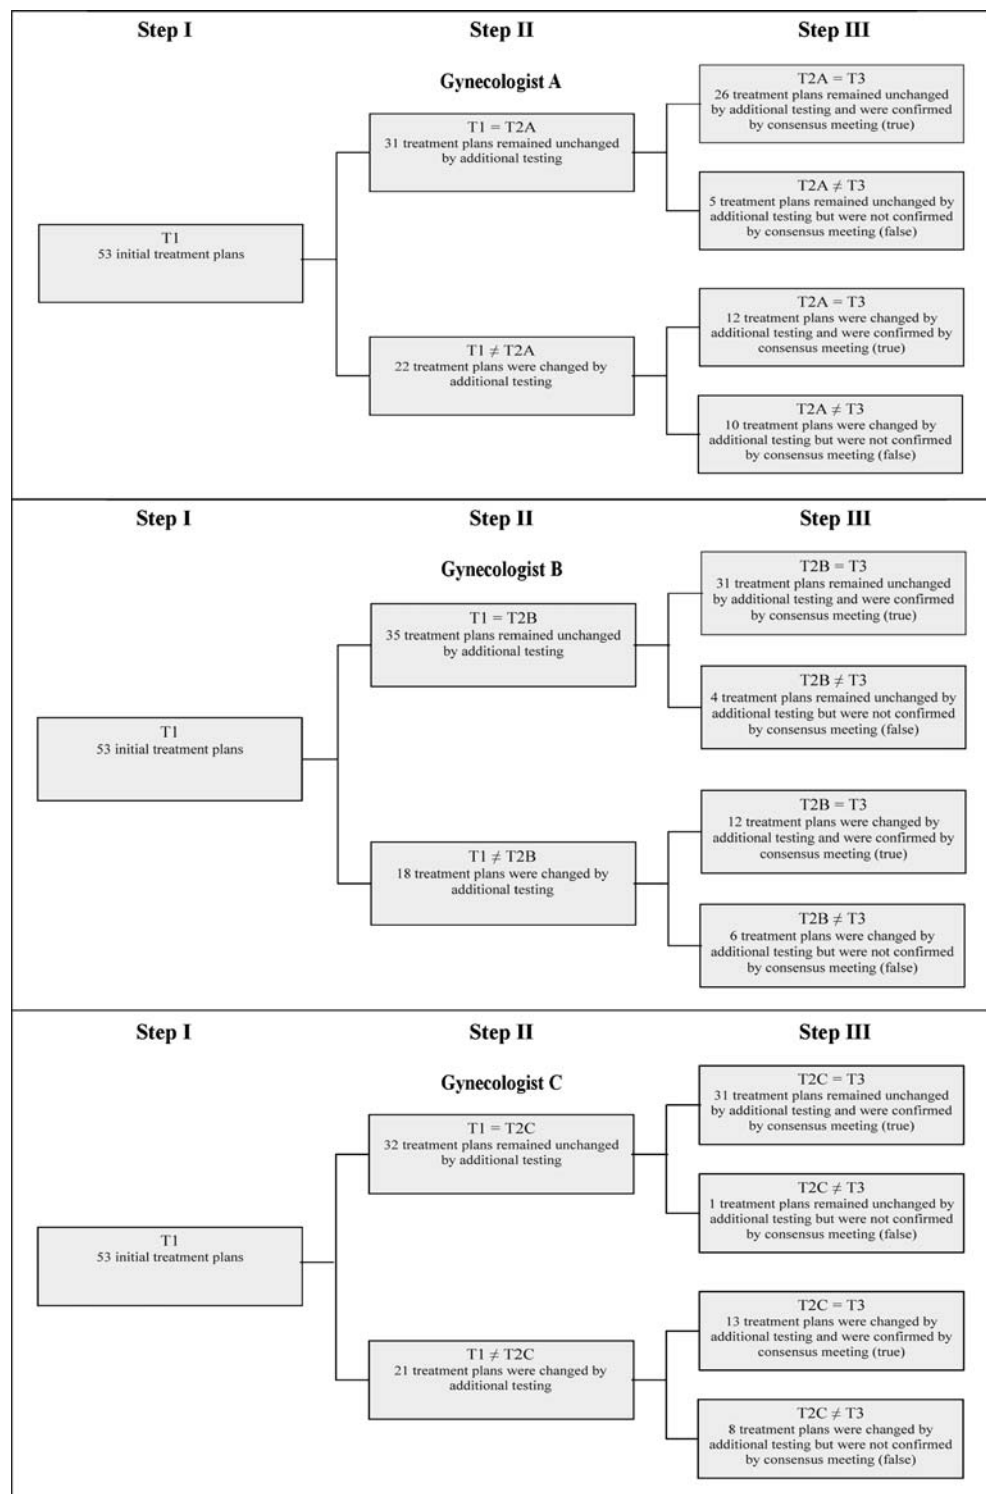 Step I
Step II
Step III
Gynecologist A
T1
53 initial treatment plans
T1 = T2A
31 treatment plans remained unchanged
by additional testing
T1 ≠ T2A
22 treatment plans were changed by
additional testing
T2A = T3
26 treatment plans remained unchanged
by additional testing and were confirmed
by consensus meeting (true)
T2A ≠ T3
5 treatment plans remained unchanged by
additional testing but were not confirmed
by consensus meeting (false)
T2A = T3
12 treatment plans were changed by
additional testing and were confirmed by
consensus meeting (true)
T2A ≠ T3
10 treatment plans were changed by
additional testing but were not confirmed
by consensus meeting (false)
Step I
Step II
Step III
Gynecologist B
T1
53 initial treatment plans
T1 = T2B
35 treatment plans remained unchanged
by additional testing
T1 ≠ T2B
18 treatment plans were changed by
additional testing
T2B = T3
31 treatment plans remained unchanged
by additional testing and were confirmed
by consensus meeting (true)
T2B ≠ T3
4 treatment plans remained unchanged by
additional testing but were not confirmed
by consensus meeting (false)
T2B = T3
12 treatment plans were changed by
additional testing and were confirmed by
consensus meeting (true)
T2B ≠ T3
6 treatment plans were changed by
additional testing but were not confirmed
by consensus meeting (false)
Step I
Step II
Step III
Gynecologist C
T1
53 initial treatment plans
T1 = T2C
32 treatment plans remained unchanged
by additional testing
T1 ≠ T2C
21 treatment plans were changed by
additional testing
T2C = T3
31 treatment plans remained unchanged
by additional testing and were confirmed
by consensus meeting (true)
T2C ≠ T3
1 treatment plans remained unchanged by
additional testing but were not confirmed
by consensus meeting (false)
T2C = T3
13 treatment plans were changed by
additional testing and were confirmed by
consensus meeting (true)
T2C ≠ T3
8 treatment plans were changed by
additional testing but were not confirmed
by consensus meeting (false)